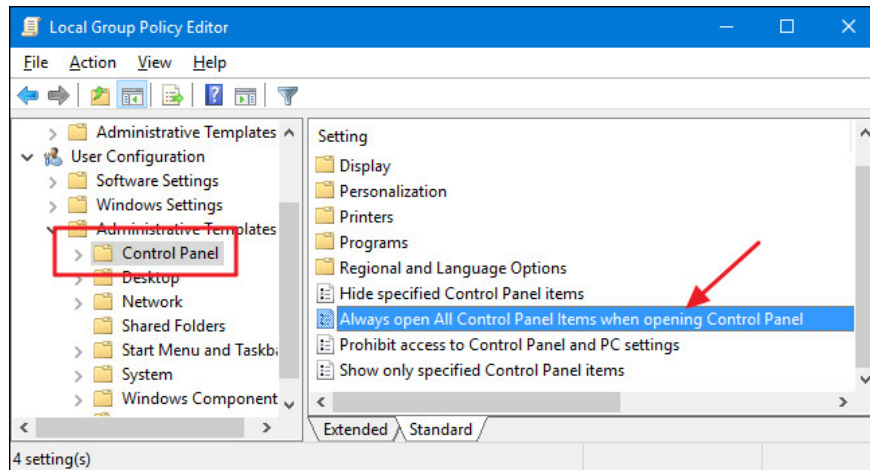 Local Group Policy Editor
File Action View Help
Administrative Templates
User Configuration
Software Settings
Windows Settings
Administrative Templates
Control Panel
Desktop
Network
Shared Folders
Start Menu and Taskb
System
Windows Component
Setting
Display
Personalization
Printers
Programs
Regional and Language Options
Hide specified Control Panel items
Always open All Control Panel Items when opening Control Panel
Prohibit access to Control Panel and PC settings
Show only specified Control Panel items
Extended Standard
4 setting(s)